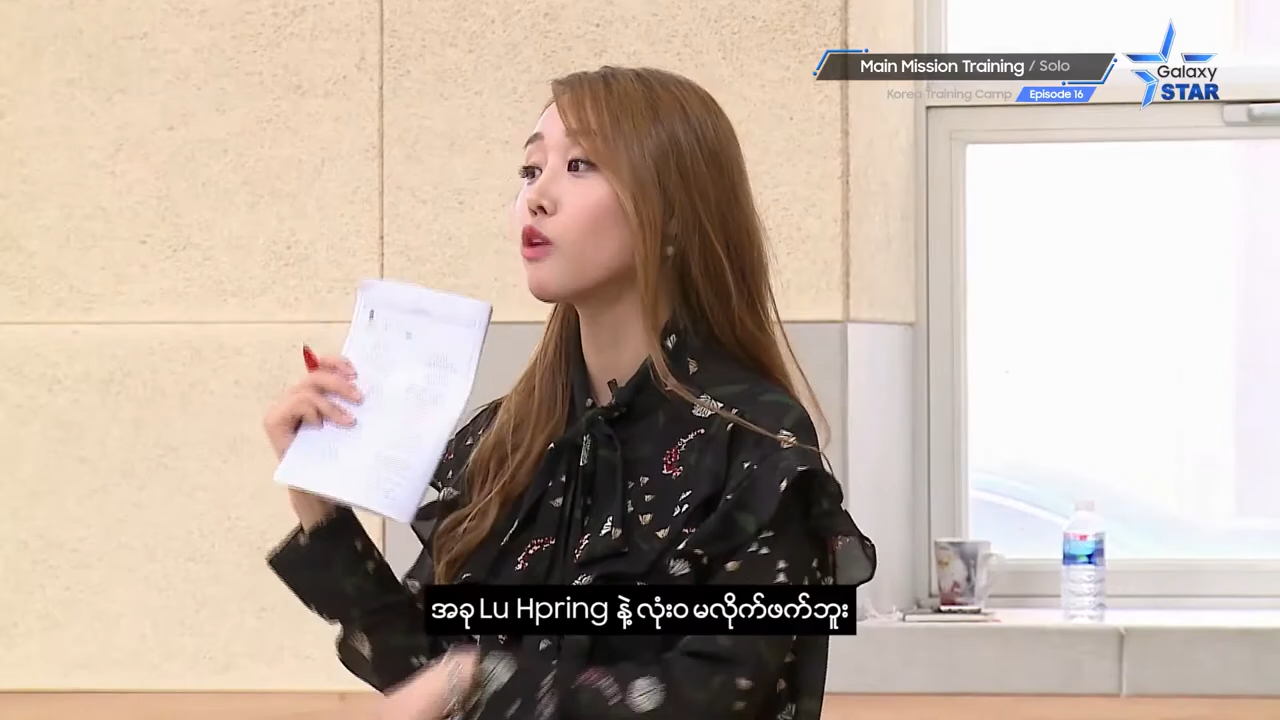 Main Mission Training / Solo
Korea Training Camp Episode 16
Galaxy
STAR
အခု Lu Hpring နဲ့ လုံးဝ မလိုက်ဖက်ဘူး